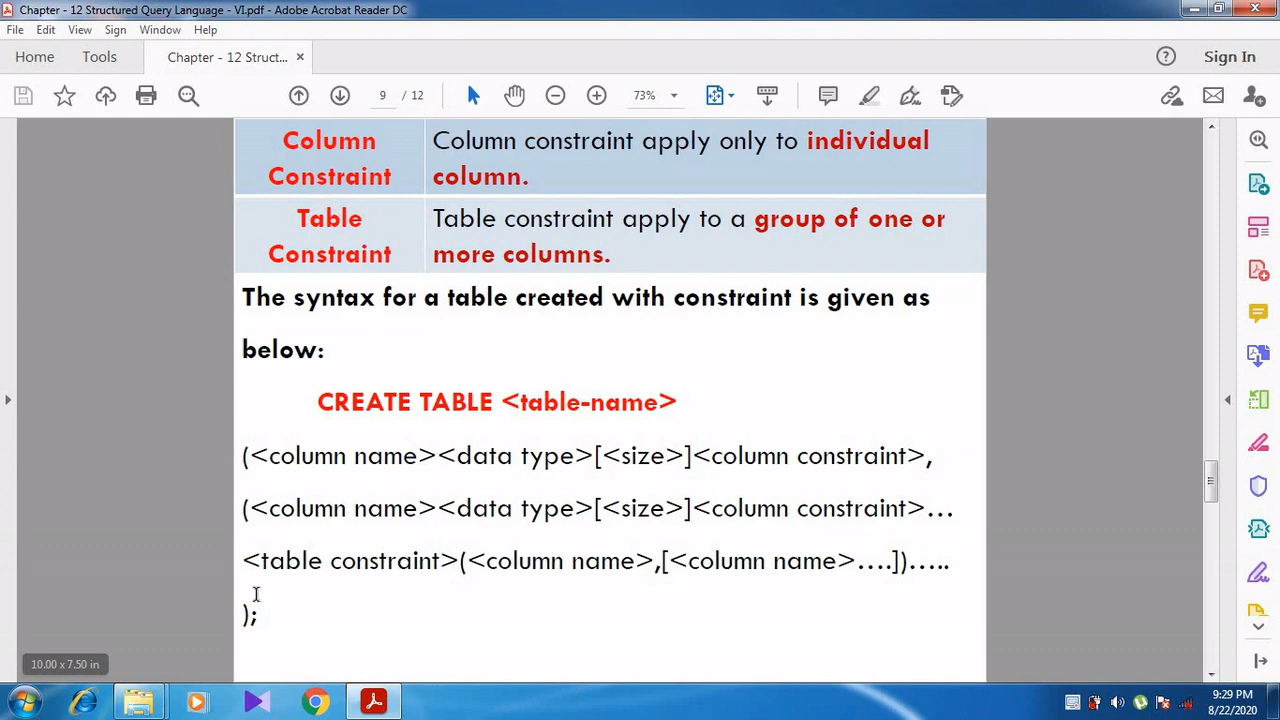 Chapter - 12 Structured Query Language - VI.pdf - Adobe Acrobat Reader DC
File Edit View Sign Window Help
Home Tools Chapter - 12 Struct... × Sign In
9 / 12 73%
Column Constraint
Column constraint apply only to individual column.
Table Constraint
Table constraint apply to a group of one or more columns.
The syntax for a table created with constraint is given as
below:
CREATE TABLE <table-name>
(<column name><data type>[<size>]<column constraint>,
(<column name><data type>[<size>]<column constraint>...
<table constraint>(<column name>,[<column name>....])…..
);
10.00 x 7.50 in
9:29 PM
8/22/2020